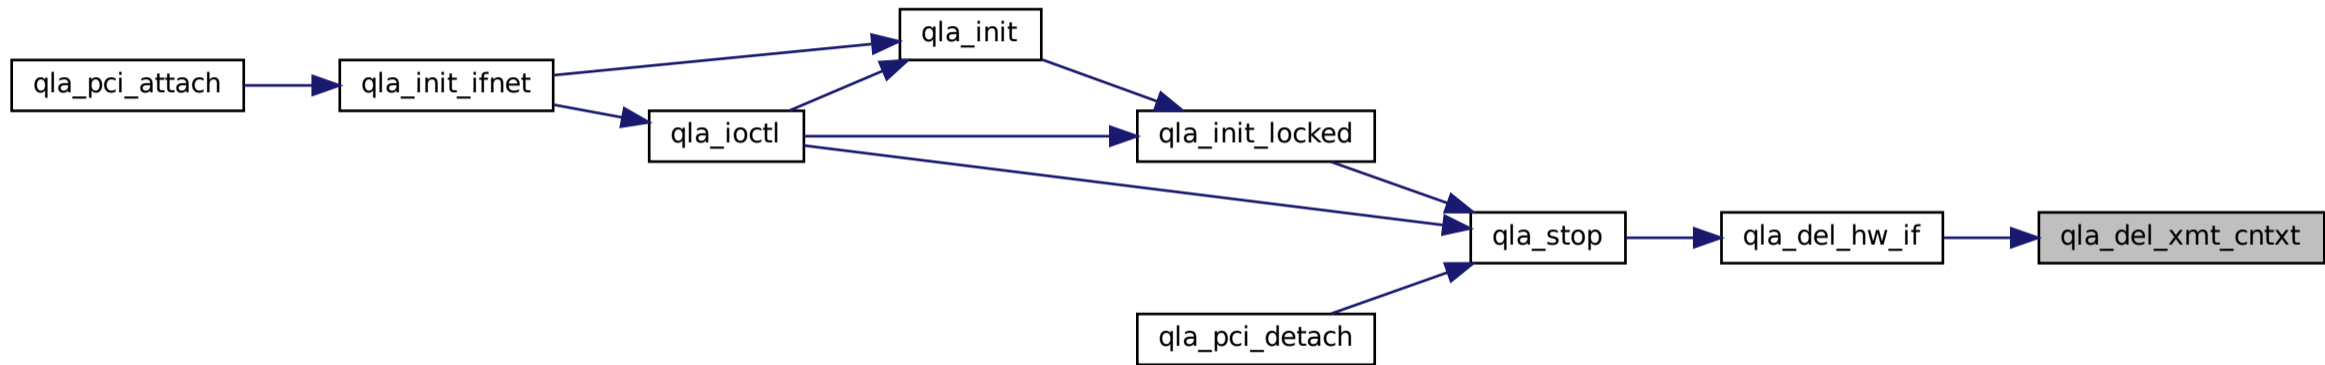 qla_init
qla_pci_attach
qla_init_ifnet
qla_ioctl
qla_init_locked
qla_stop
qla_del_hw_if
qla_del_xmt_cntxt
qla_pci_detach